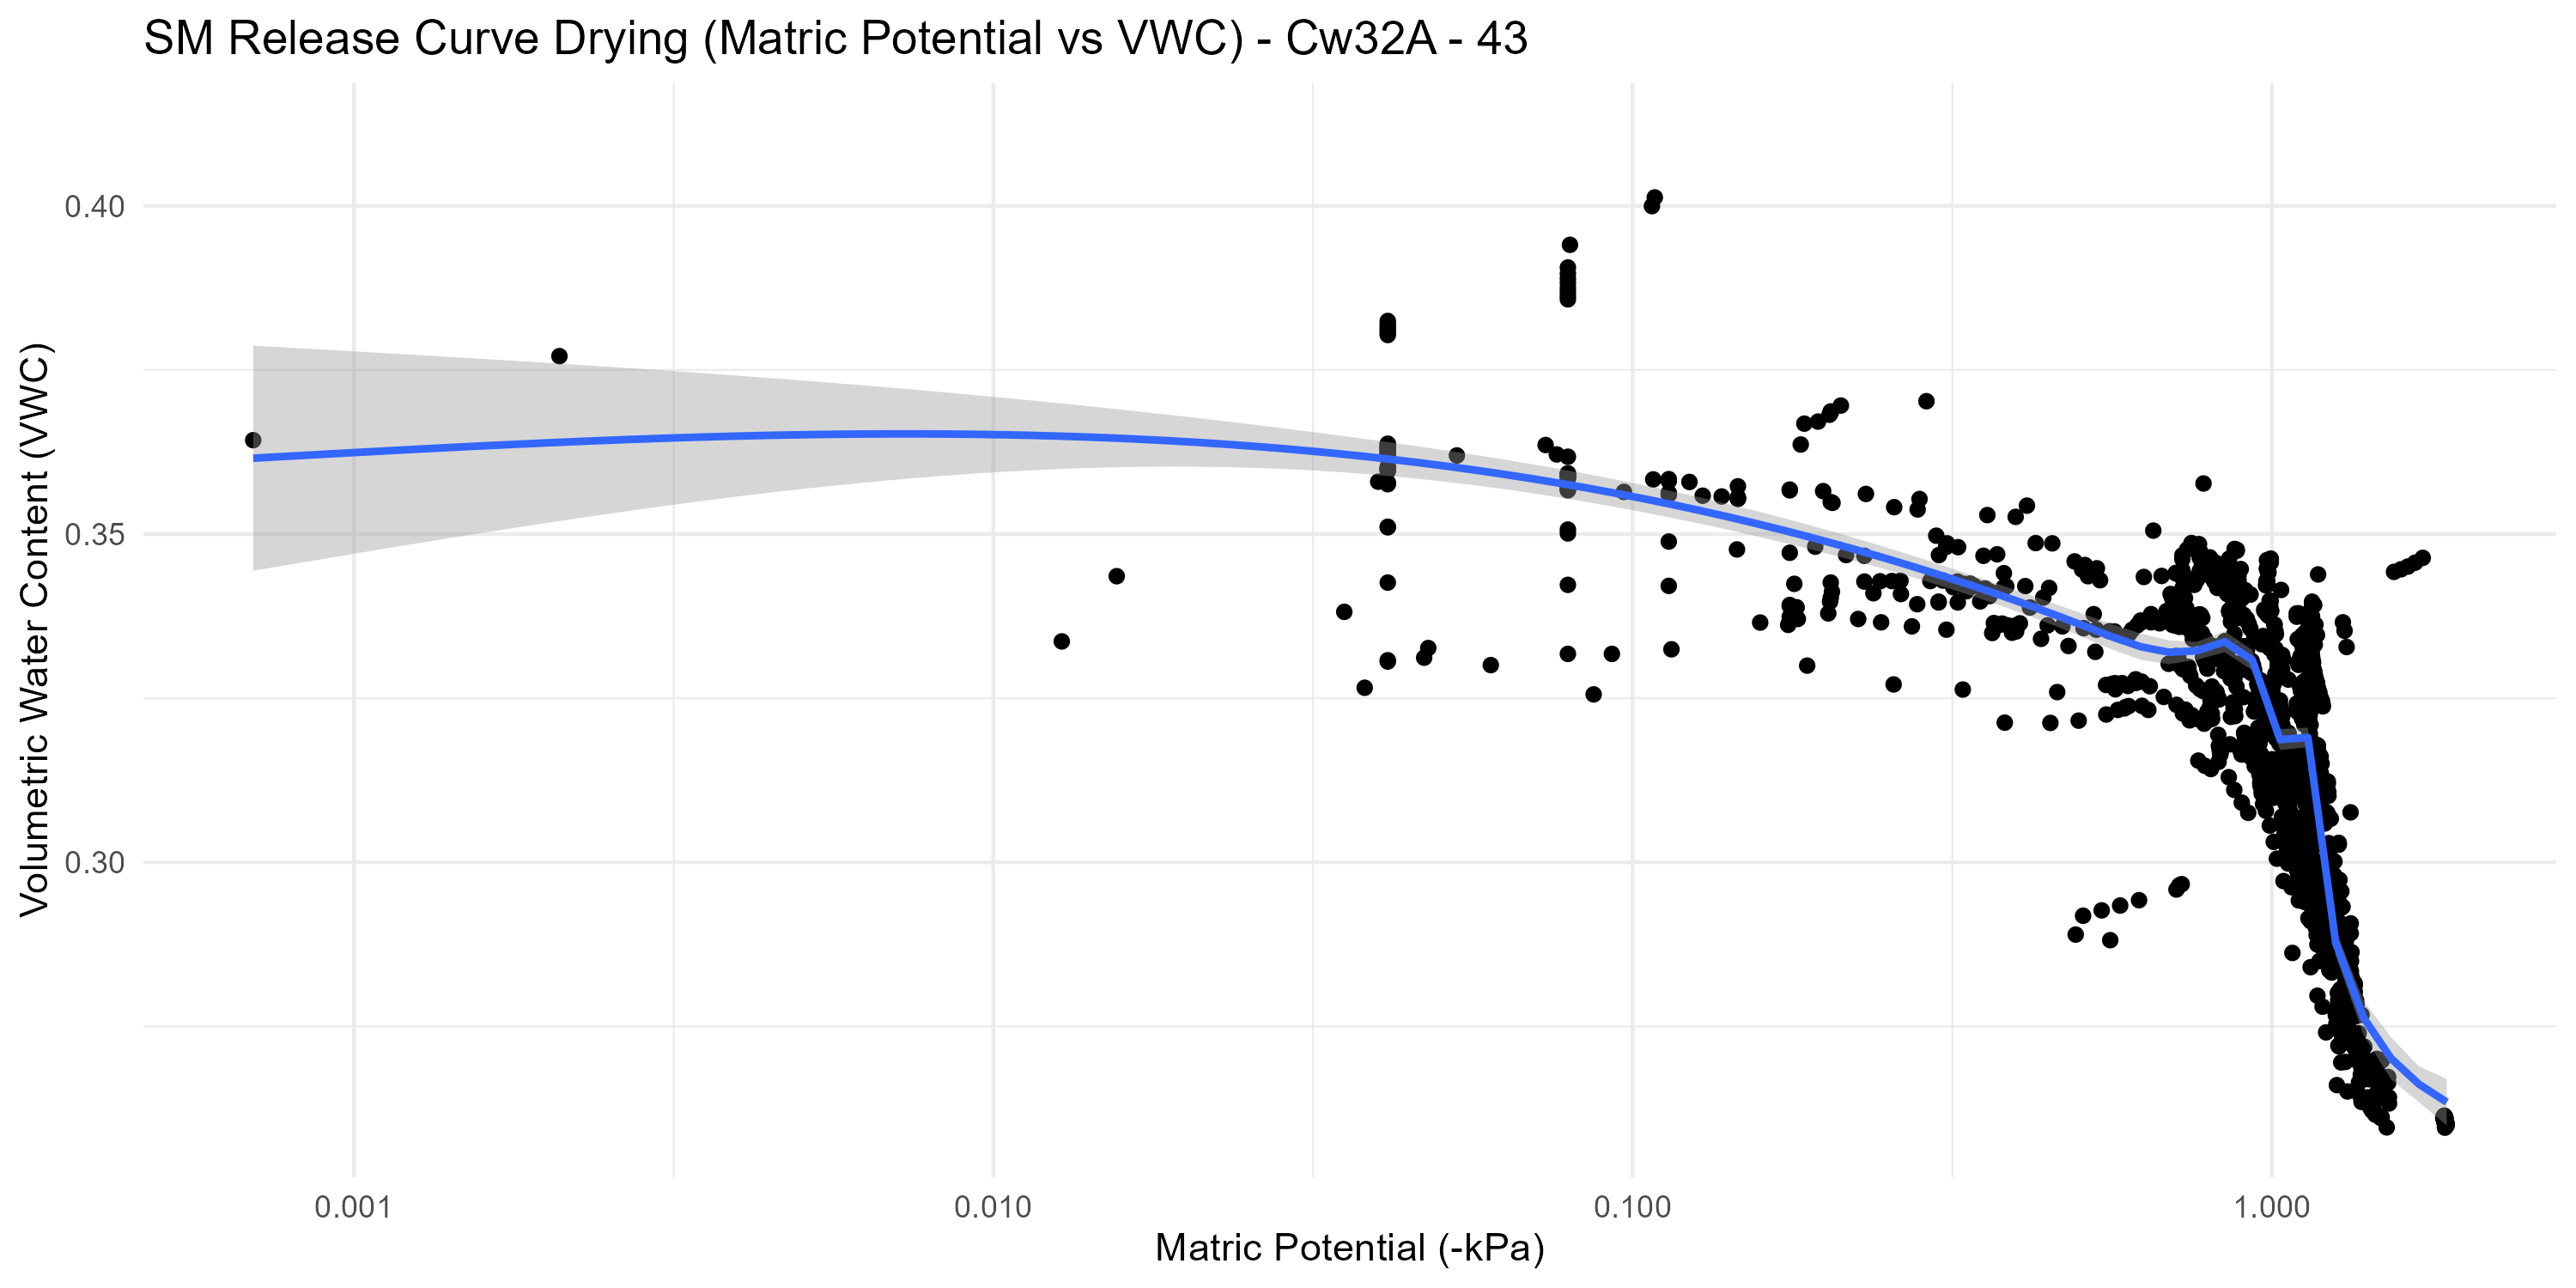 SM Release Curve Drying (Matric Potential vs VWC) - Cw32A - 43
Volumetric Water Content (VWC)
0.40
0.35
0.30
0.001
0.010
0.100
1.000
Matric Potential (-kPa)